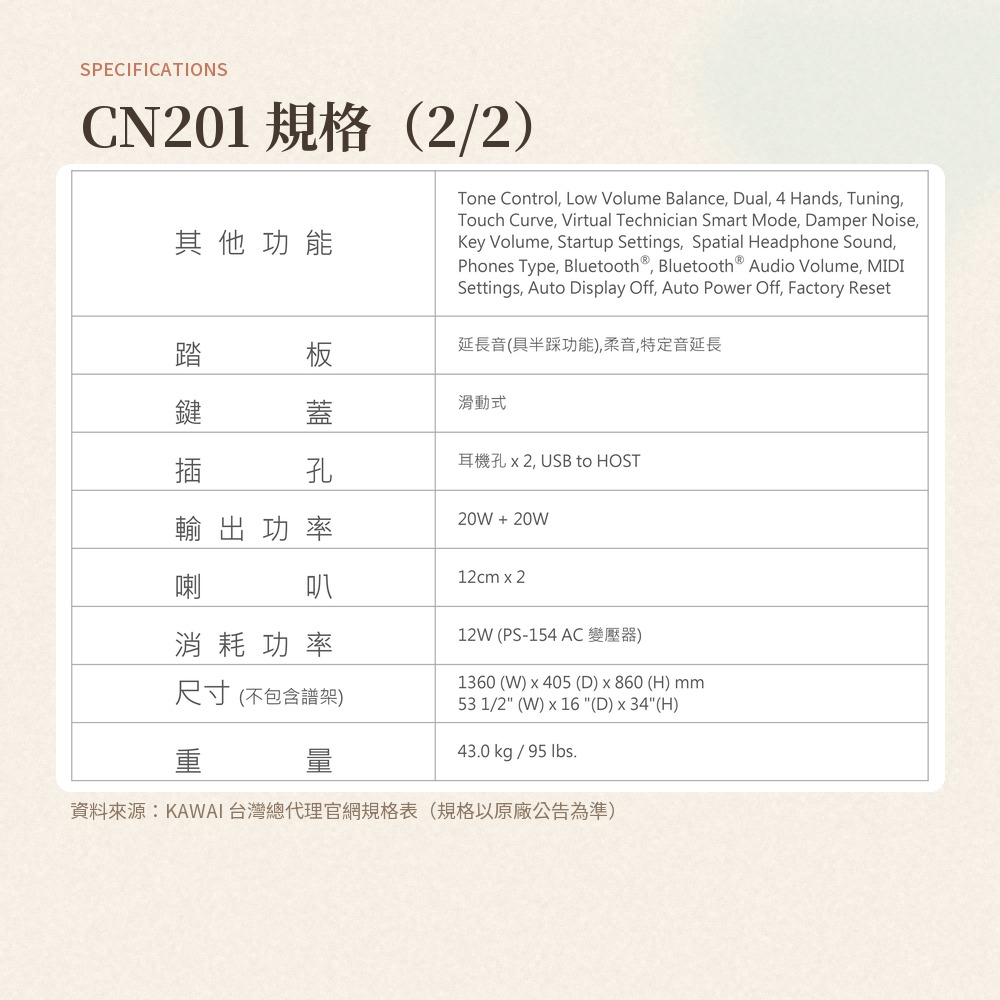 SPECIFICATIONS
CN201 規格（2/2）
其他功能
Tone Control, Low Volume Balance, Dual, 4 Hands, Tuning,
Touch Curve, Virtual Technician Smart Mode, Damper Noise,
Key Volume, Startup Settings, Spatial Headphone Sound,
Phones Type, Bluetooth®, Bluetooth® Audio Volume, MIDI
Settings, Auto Display Off, Auto Power Off, Factory Reset
踏板
延長音(具半踩功能),柔音,特定音延長
鍵蓋
滑動式
插孔
耳機孔 x 2, USB to HOST
輸出功率
20W + 20W
喇叭
12cm x 2
消耗功率
12W (PS-154 AC 變壓器)
尺寸 (不包含譜架)
1360 (W) x 405 (D) x 860 (H) mm
53 1/2" (W) x 16 "(D) x 34"(H)
重量
43.0 kg / 95 lbs.
資料來源：KAWAI 台灣總代理官網規格表（規格以原廠公告為準）